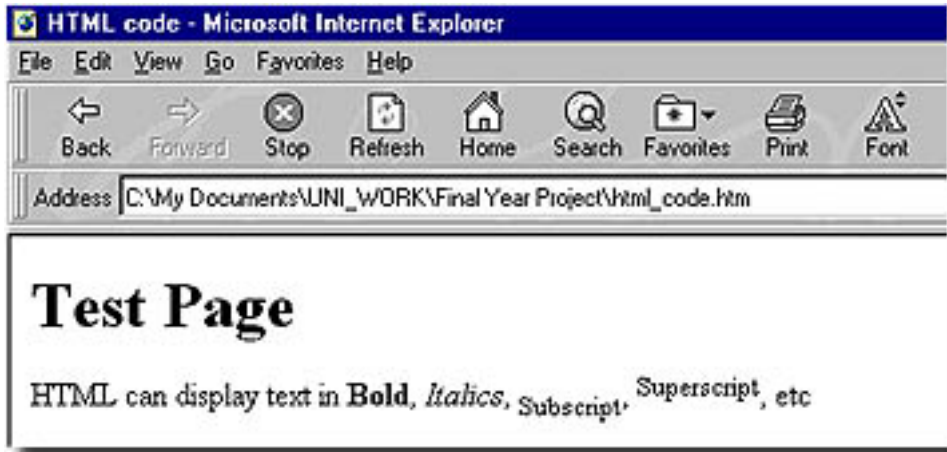 HTML code - Microsoft Internet Explorer
File Edit View Go Favorites Help
Back Forward Stop Refresh Home Search Favorites Print Font
Address C:\My Documents\UNI_WORK\Final Year Project\html_code.htm
Test Page
HTML can display text in Bold, Italics, Subscript, Superscript, etc